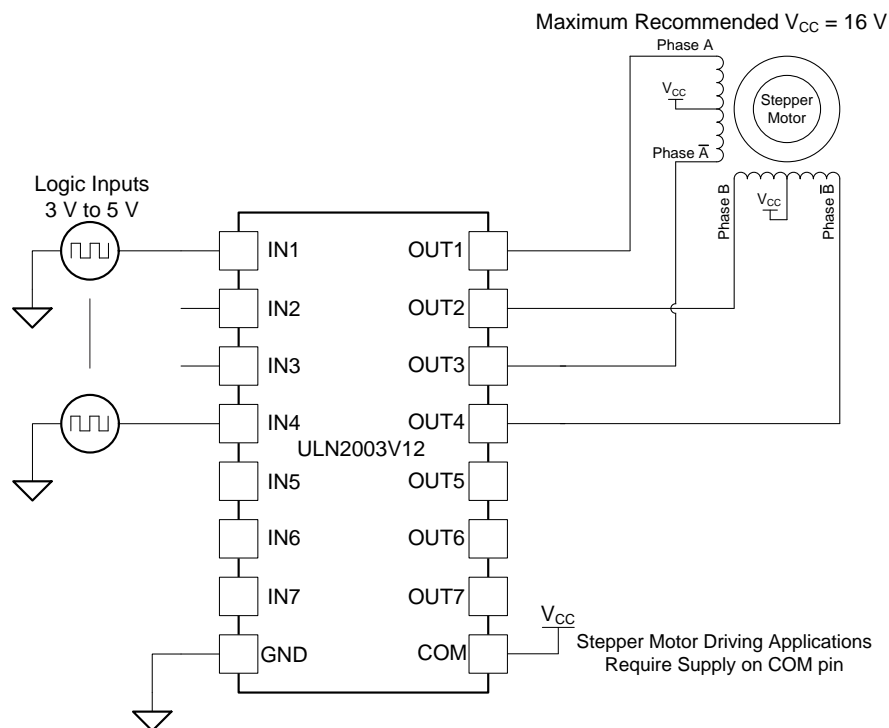 Maximum Recommended V_CC = 16 V
Phase A
V_CC
Stepper
Motor
Phase A̅
Phase B
V_CC
Phase B̅
Logic Inputs
3 V to 5 V
IN1
OUT1
IN2
OUT2
IN3
OUT3
IN4
OUT4
ULN2003V12
IN5
OUT5
IN6
OUT6
IN7
OUT7
GND
COM
V_CC
Stepper Motor Driving Applications
Require Supply on COM pin